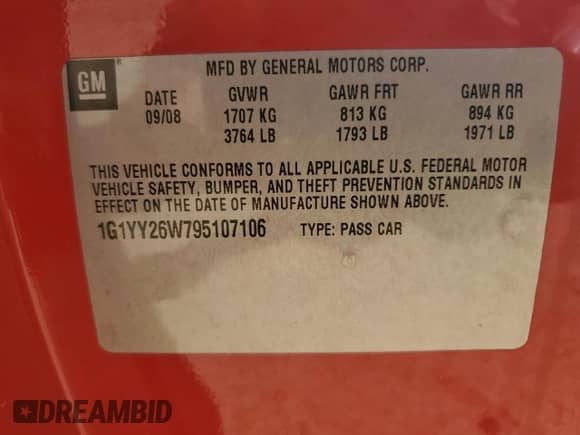 GM
MFD BY GENERAL MOTORS CORP.
DATE GVWR GAWR FRT GAWR RR
09/08 1707 KG 813 KG 894 KG
3764 LB 1793 LB 1971 LB
THIS VEHICLE CONFORMS TO ALL APPLICABLE U.S. FEDERAL MOTOR
VEHICLE SAFETY, BUMPER, AND THEFT PREVENTION STANDARDS IN
EFFECT ON THE DATE OF MANUFACTURE SHOWN ABOVE.
1G1YY26W795107106 TYPE: PASS CAR
DREAMBID